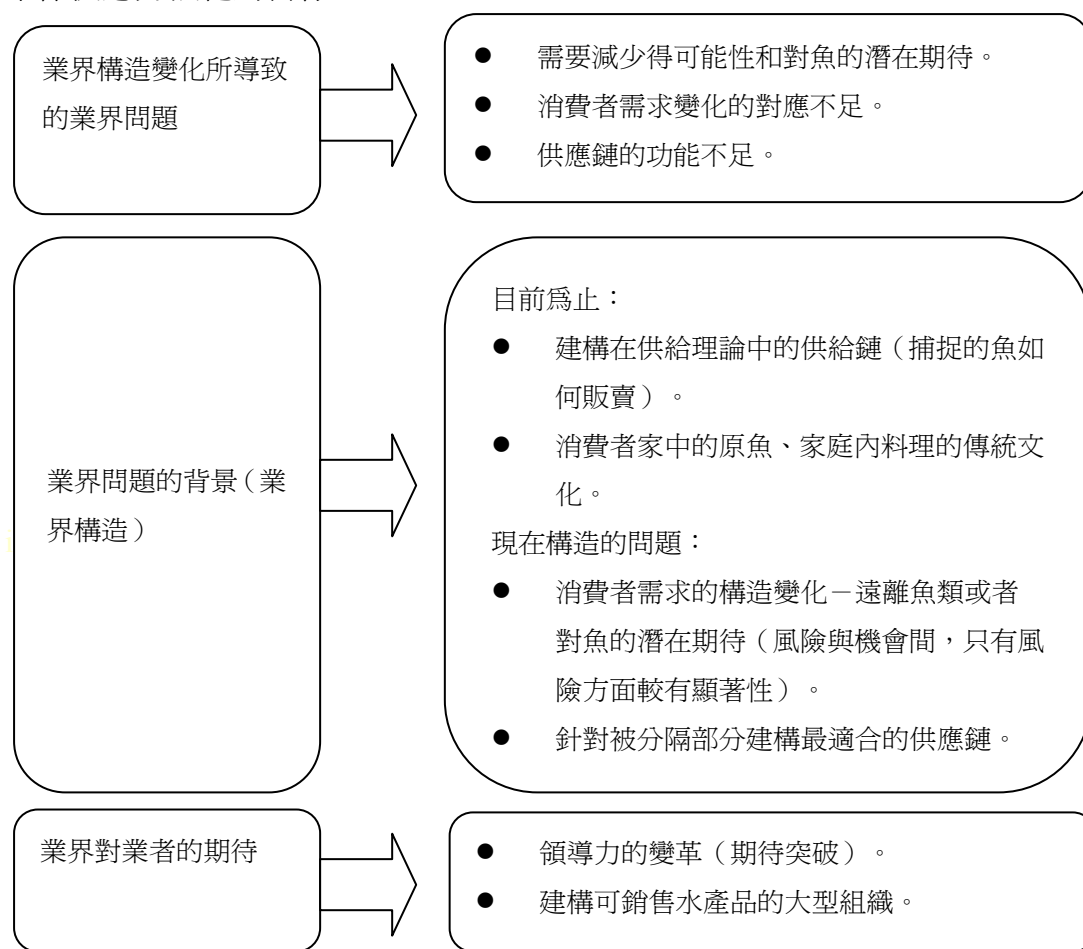 業界構造變化所導致
的業界問題
● 需要減少得可能性和對魚的潛在期待。
● 消費者需求變化的對應不足。
● 供應鏈的功能不足。
業界問題的背景（業
界構造）
目前為止：
● 建構在供給理論中的供給鏈（捕捉的魚如
何販賣）。
● 消費者家中的原魚、家庭內料理的傳統文
化。
現在構造的問題：
● 消費者需求的構造變化－遠離魚類或者
對魚的潛在期待（風險與機會間，只有風
險方面較有顯著性）。
● 針對被分隔部分建構最適合的供應鏈。
業界對業者的期待
● 領導力的變革（期待突破）。
● 建構可銷售水產品的大型組織。